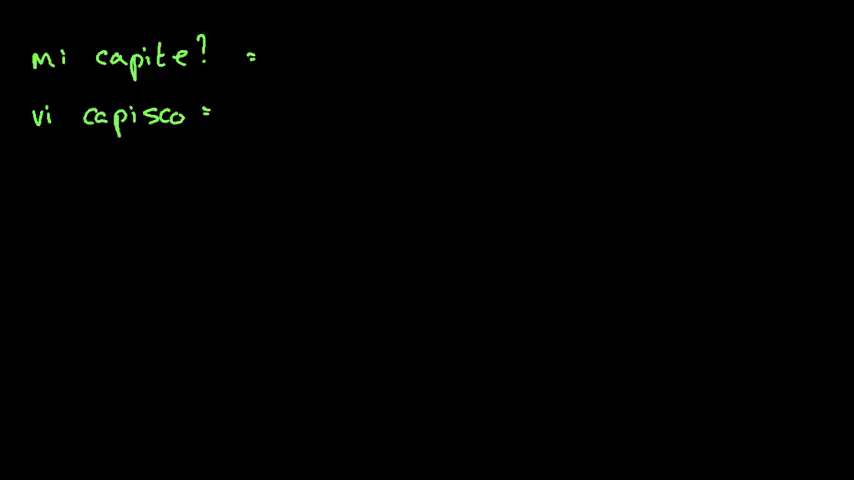 mi capite? =
vi capisco =